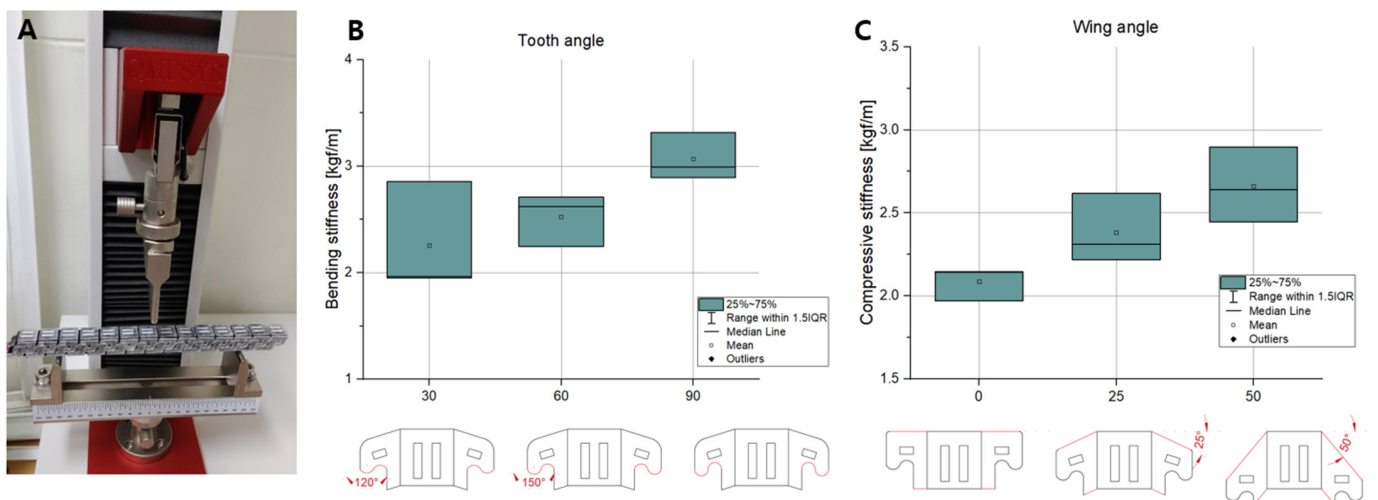 A
QMESYS
B
Tooth angle
Bending stiffness [kgf/m]
4
3
2
1
30
60
90
25%~75%
Range within 1.5IQR
Median Line
Mean
Outliers
120°
150°
C
Wing angle
Compressive stiffness [kgf/m]
3.5
3.0
2.5
2.0
1.5
0
25
50
25%~75%
Range within 1.5IQR
Median Line
Mean
Outliers
25°
50°